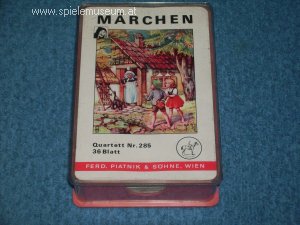 www.spielemuseum.at
MÄRCHEN
Quartett Nr. 285
36 Blatt
FERD. PIATNIK & SÖHNE, WIEN